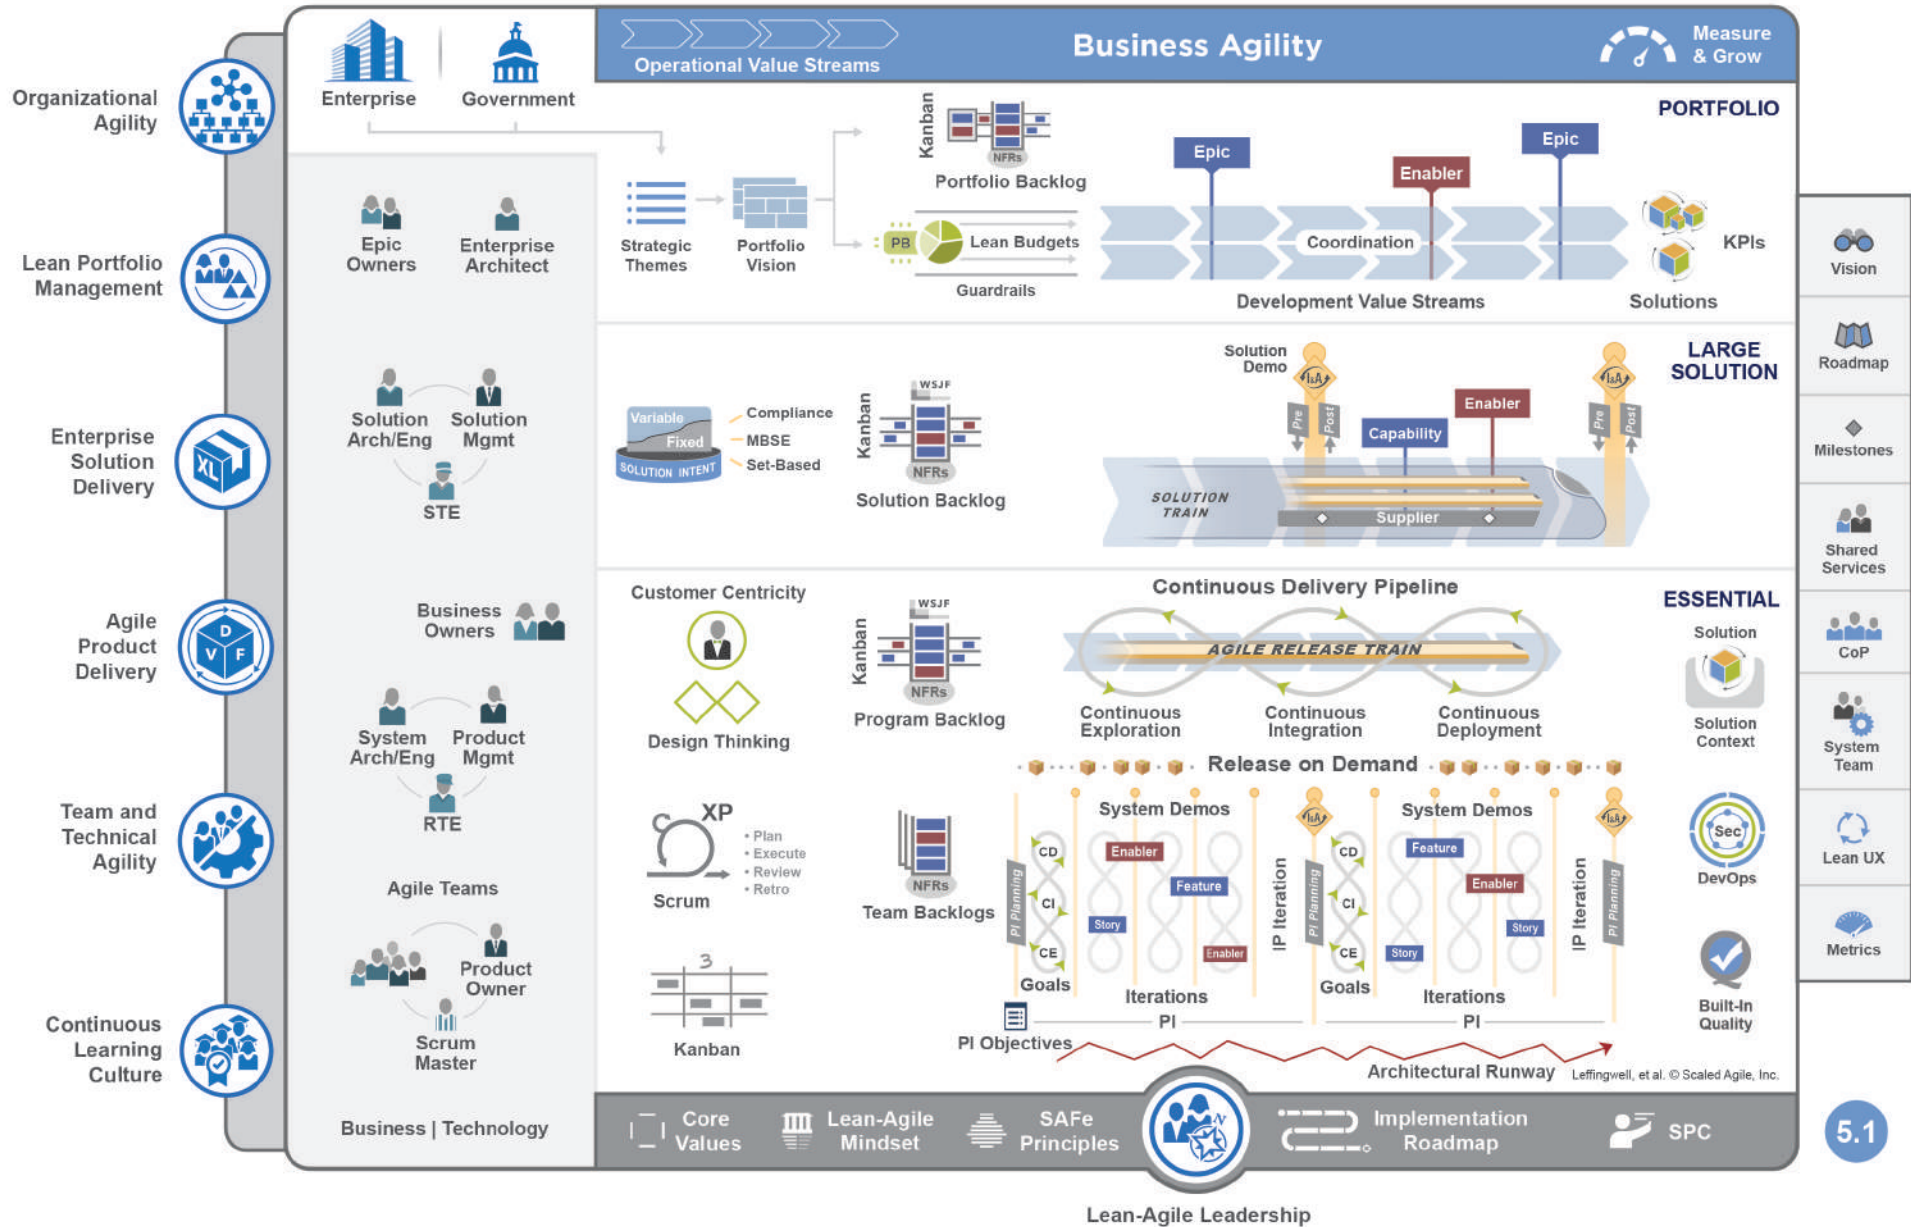 Organizational
Agility
Lean Portfolio
Management
Enterprise
Solution
Delivery
XL
Agile
Product
Delivery
D
V F
Team and
Technical
Agility
Continuous
Learning
Culture
Enterprise
Government
Operational Value Streams
Business Agility
Measure
& Grow
Epic
Owners
Enterprise
Architect
Solution
Arch/Eng
Solution
Mgmt
STE
Business
Owners
System
Arch/Eng
Product
Mgmt
RTE
Agile Teams
Product
Owner
Scrum
Master
Business | Technology
PORTFOLIO
Strategic
Themes
Portfolio
Vision
Kanban
NFRs
Portfolio Backlog
PB
Lean Budgets
Guardrails
Epic
Enabler
Epic
Coordination
Development Value Streams
KPIs
Solutions
LARGE
SOLUTION
Variable
Fixed
SOLUTION INTENT
Compliance
MBSE
Set-Based
Kanban
WSJF
NFRs
Solution Backlog
Solution
Demo
I&A
Pre
Post
Capability
Enabler
I&A
Pre
Post
SOLUTION
TRAIN
Supplier
ESSENTIAL
Customer Centricity
Design Thinking
Kanban
WSJF
NFRs
Program Backlog
Continuous Delivery Pipeline
AGILE RELEASE TRAIN
Continuous
Exploration
Continuous
Integration
Continuous
Deployment
Release on Demand
Solution
Solution
Context
XP
• Plan
• Execute
• Review
• Retro
Scrum
3
Kanban
NFRs
Team Backlogs
PI Planning
CD
CI
CE
Goals
System Demos
Enabler
Feature
Story
Enabler
Iterations
IP Iteration
I&A
PI Planning
CD
CI
CE
Goals
System Demos
Feature
Enabler
Story
Story
Iterations
IP Iteration
I&A
PI Planning
PI
PI
PI Objectives
Architectural Runway
Sec
DevOps
Built-In
Quality
Leffingwell, et al. © Scaled Agile, Inc.
Core
Values
Lean-Agile
Mindset
SAFe
Principles
N
Implementation
Roadmap
SPC
Lean-Agile Leadership
Vision
Roadmap
Milestones
Shared
Services
CoP
System
Team
Lean UX
Metrics
5.1